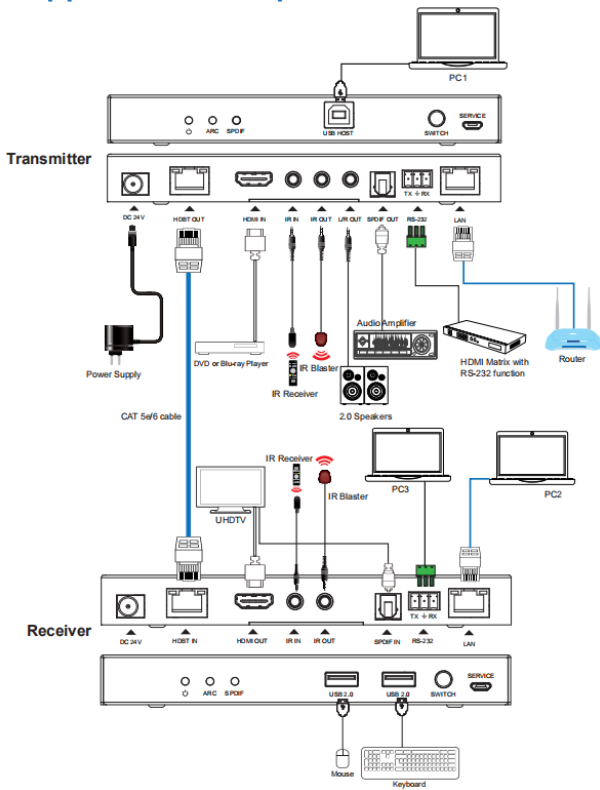 PC1
ARC SPDIF USB HOST SWITCH SERVICE
Transmitter
TX RX
DC 24V HDBT OUT HDMI IN IR IN IR OUT L/R OUT SPDIF OUT RS-232 LAN
Audio Amplifier
Power Supply
DVD or Blu-ray Player
IR Blaster
IR Receiver
2.0 Speakers
HDMI Matrix with
RS-232 function
Router
CAT 5e/6 cable
IR Receiver
IR Blaster
UHDTV
PC3
PC2
TX RX
Receiver
DC 24V HDBT IN HDMI OUT IR IN IR OUT SPDIF IN RS-232 LAN
ARC SPDIF USB 2.0 USB 2.0 SWITCH SERVICE
Mouse
Keyboard